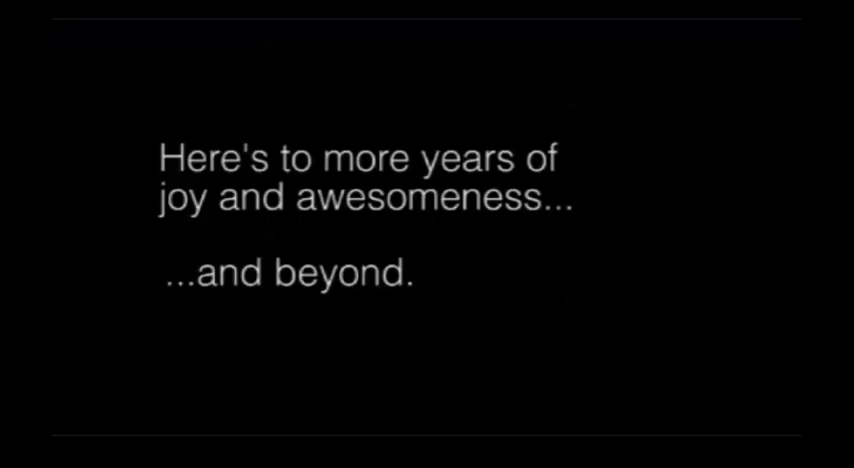 Here's to more years of
joy and awesomeness...
...and beyond.